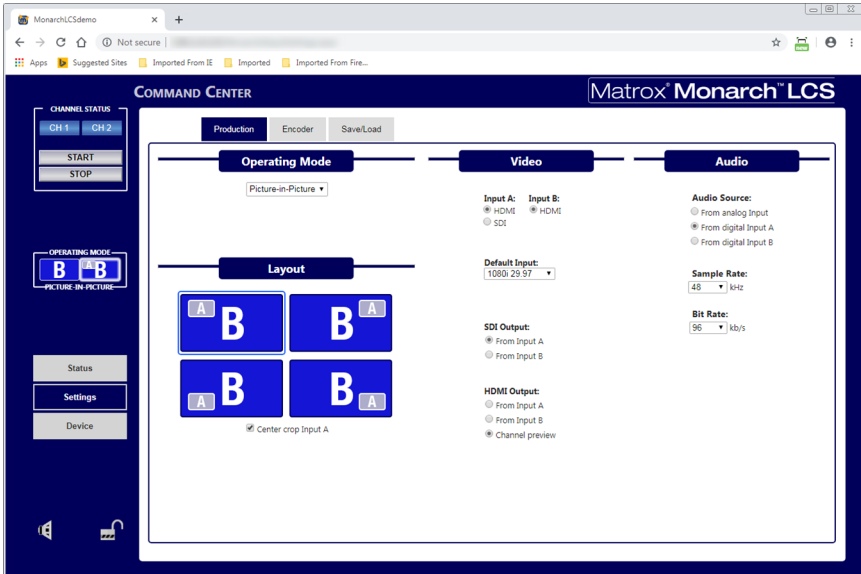 MonarchLCSdemo
Not secure
Apps Suggested Sites Imported From IE Imported Imported From Fire...
COMMAND CENTER
Matrox® Monarch™ LCS
CHANNEL STATUS
CH 1 CH 2
START
STOP
OPERATING MODE
B A B
PICTURE-IN-PICTURE
Status
Settings
Device
Production Encoder Save/Load
Operating Mode
Picture-in-Picture
Layout
A B
B A
A B
B A
Center crop Input A
Video
Input A: Input B:
HDMI HDMI
SDI
Default Input:
1080i 29.97
SDI Output:
From Input A
From Input B
HDMI Output:
From Input A
From Input B
Channel preview
Audio
Audio Source:
From analog Input
From digital Input A
From digital Input B
Sample Rate:
48 kHz
Bit Rate:
96 kb/s